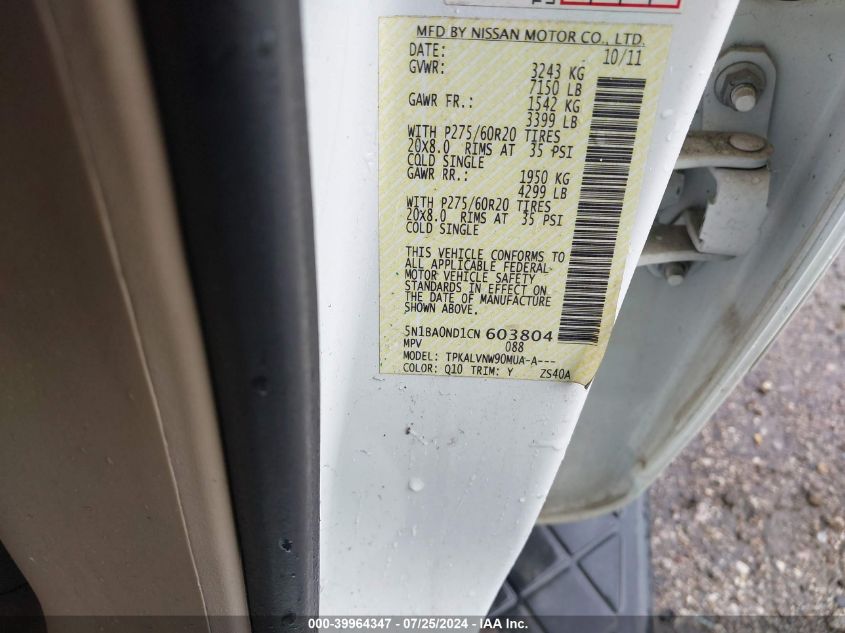 MFD BY NISSAN MOTOR CO., LTD.
DATE: 10/11
GVWR: 3243 KG
7150 LB
GAWR FR.: 1542 KG
3399 LB
WITH P275/60R20 TIRES
20X8.0 RIMS AT 35 PSI
COLD SINGLE
GAWR RR.: 1950 KG
4299 LB
WITH P275/60R20 TIRES
20X8.0 RIMS AT 35 PSI
COLD SINGLE
THIS VEHICLE CONFORMS TO
ALL APPLICABLE FEDERAL
MOTOR VEHICLE SAFETY
STANDARDS IN EFFECT ON
THE DATE OF MANUFACTURE
SHOWN ABOVE.
5N1BA0ND1CN 603804
MPV 088
MODEL: TPKALVNW90MUA-A---
COLOR: Q10 TRIM: Y ZS40A
000-39964347 - 07/25/2024 - IAA Inc.